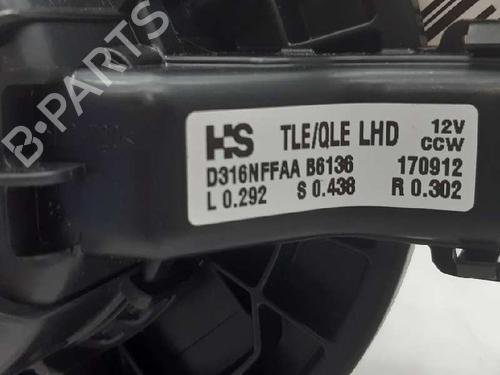 B-PARTS
HS TLE/QLE LHD 12V
CCW
D316NFFAA B6136 170912
L 0.292 S 0.438 R 0.302